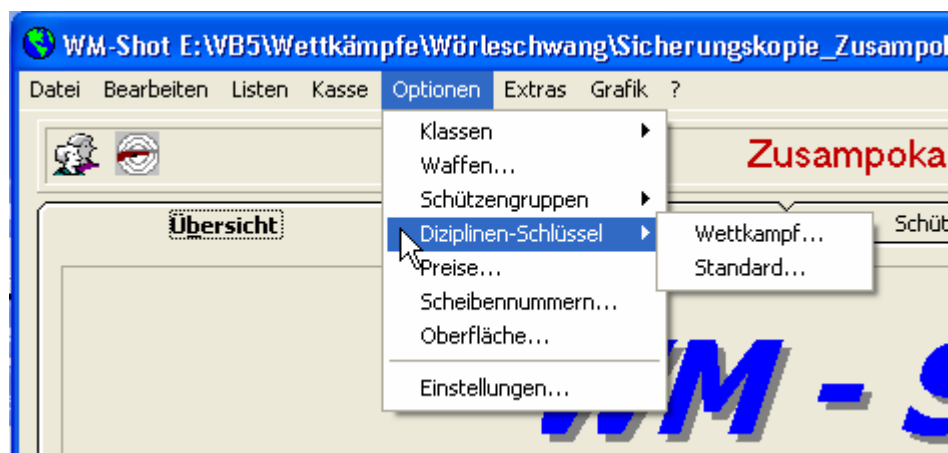 WM-Shot E:\VB5\Wettkämpfe\Wörleschwang\Sicherungskopie_Zusampo
Datei Bearbeiten Listen Kasse Optionen Extras Grafik ?
Zusampoka
Klassen
Waffen...
Schützengruppen
Übersicht
Schüt
Diziplinen-Schlüssel
Wettkampf...
Preise...
Standard...
Scheibennummern...
Oberfläche...
Einstellungen...
WM - S